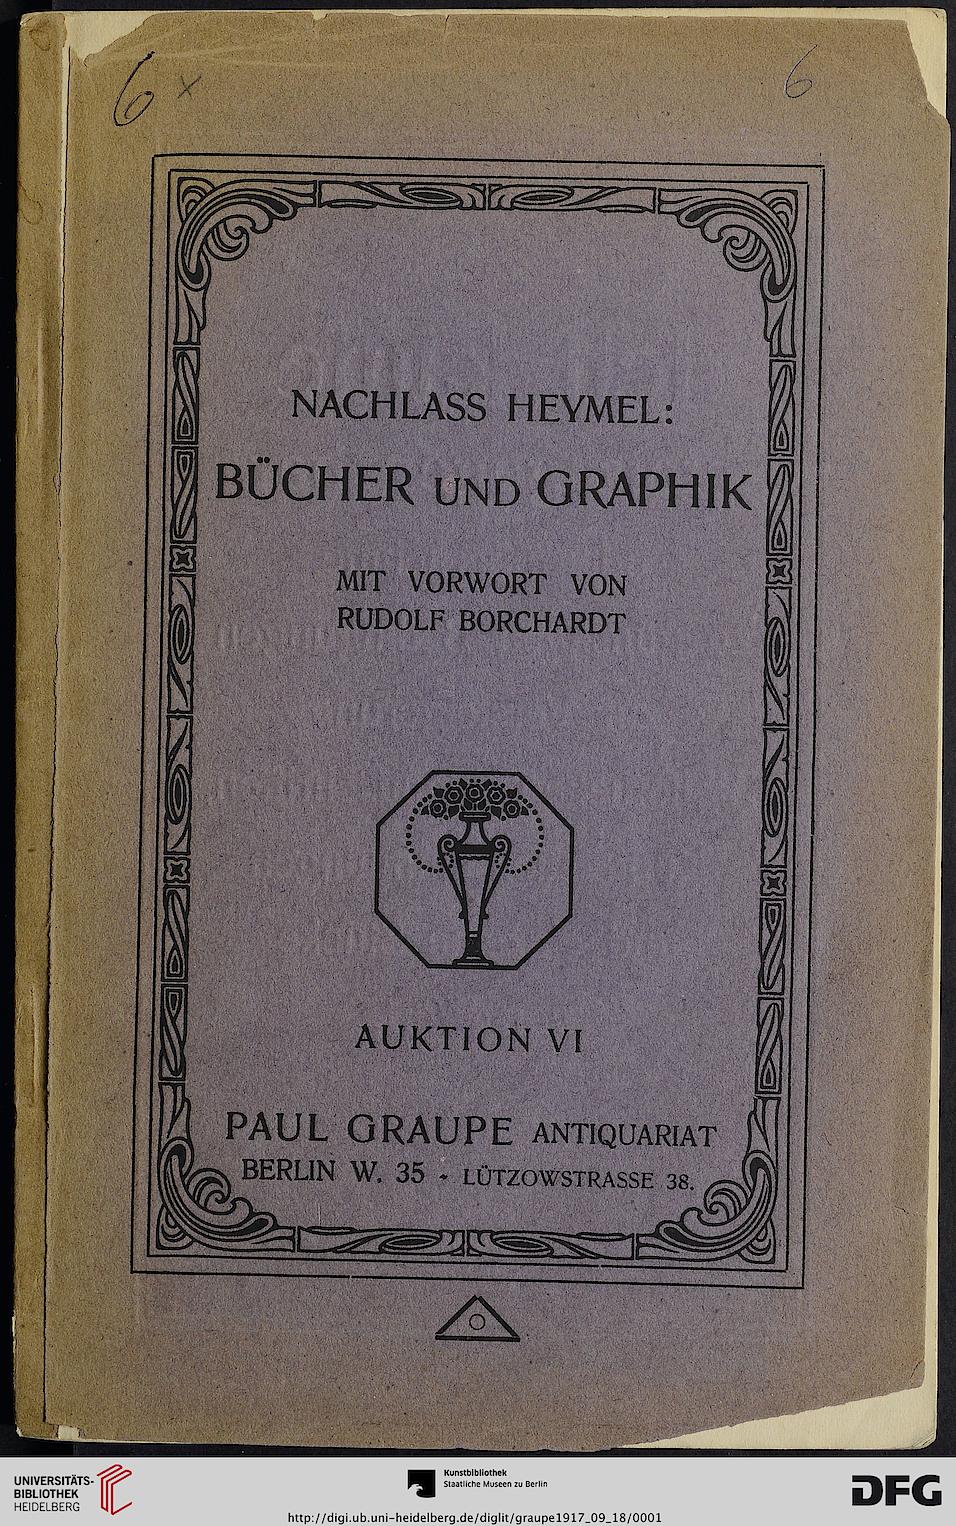 6 x 6
NACHLASS HEYMEL:
BÜCHER UND GRAPHIK
MIT VORWORT VON
RUDOLF BORCHARDT
AUKTION VI
PAUL GRAUPE ANTIQUARIAT
BERLIN W. 35 - LÜTZOWSTRASSE 38.
UNIVERSITÄTS-
BIBLIOTHEK
HEIDELBERG
Kunstbibliothek
Staatliche Museen zu Berlin
DFG
http://digi.ub.uni-heidelberg.de/diglit/graupe1917_09_18/0001